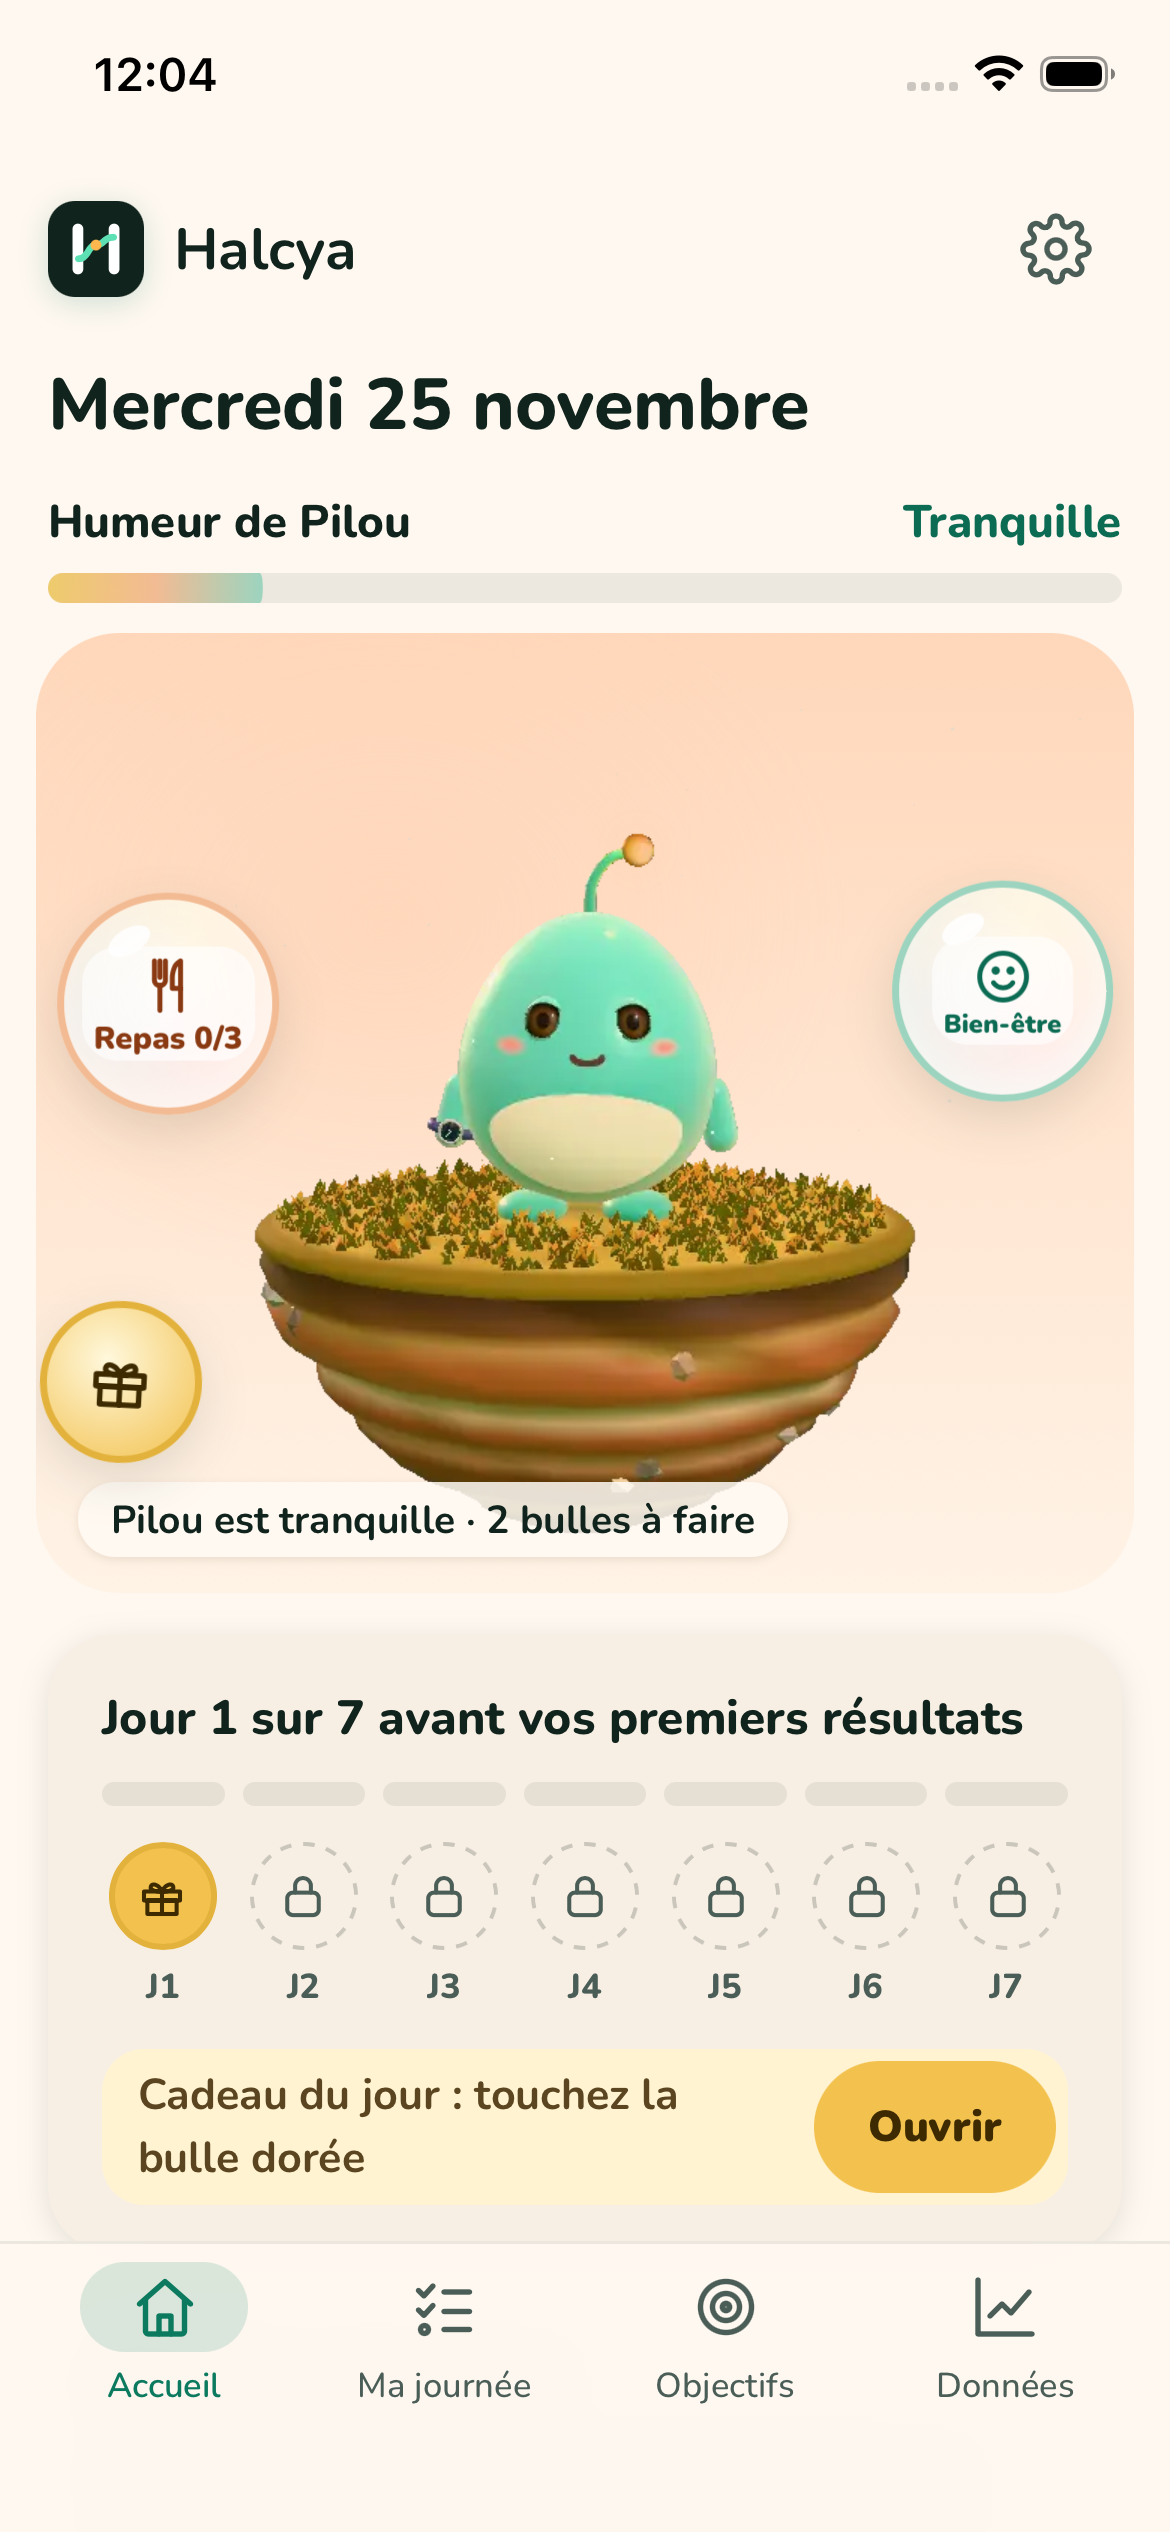 12:04
Halcya
Mercredi 25 novembre
Humeur de Pilou
Tranquille
Repas 0/3
Bien-être
Pilou est tranquille · 2 bulles à faire
Jour 1 sur 7 avant vos premiers résultats
J1
J2
J3
J4
J5
J6
J7
Cadeau du jour : touchez la
bulle dorée
Ouvrir
Accueil
Ma journée
Objectifs
Données